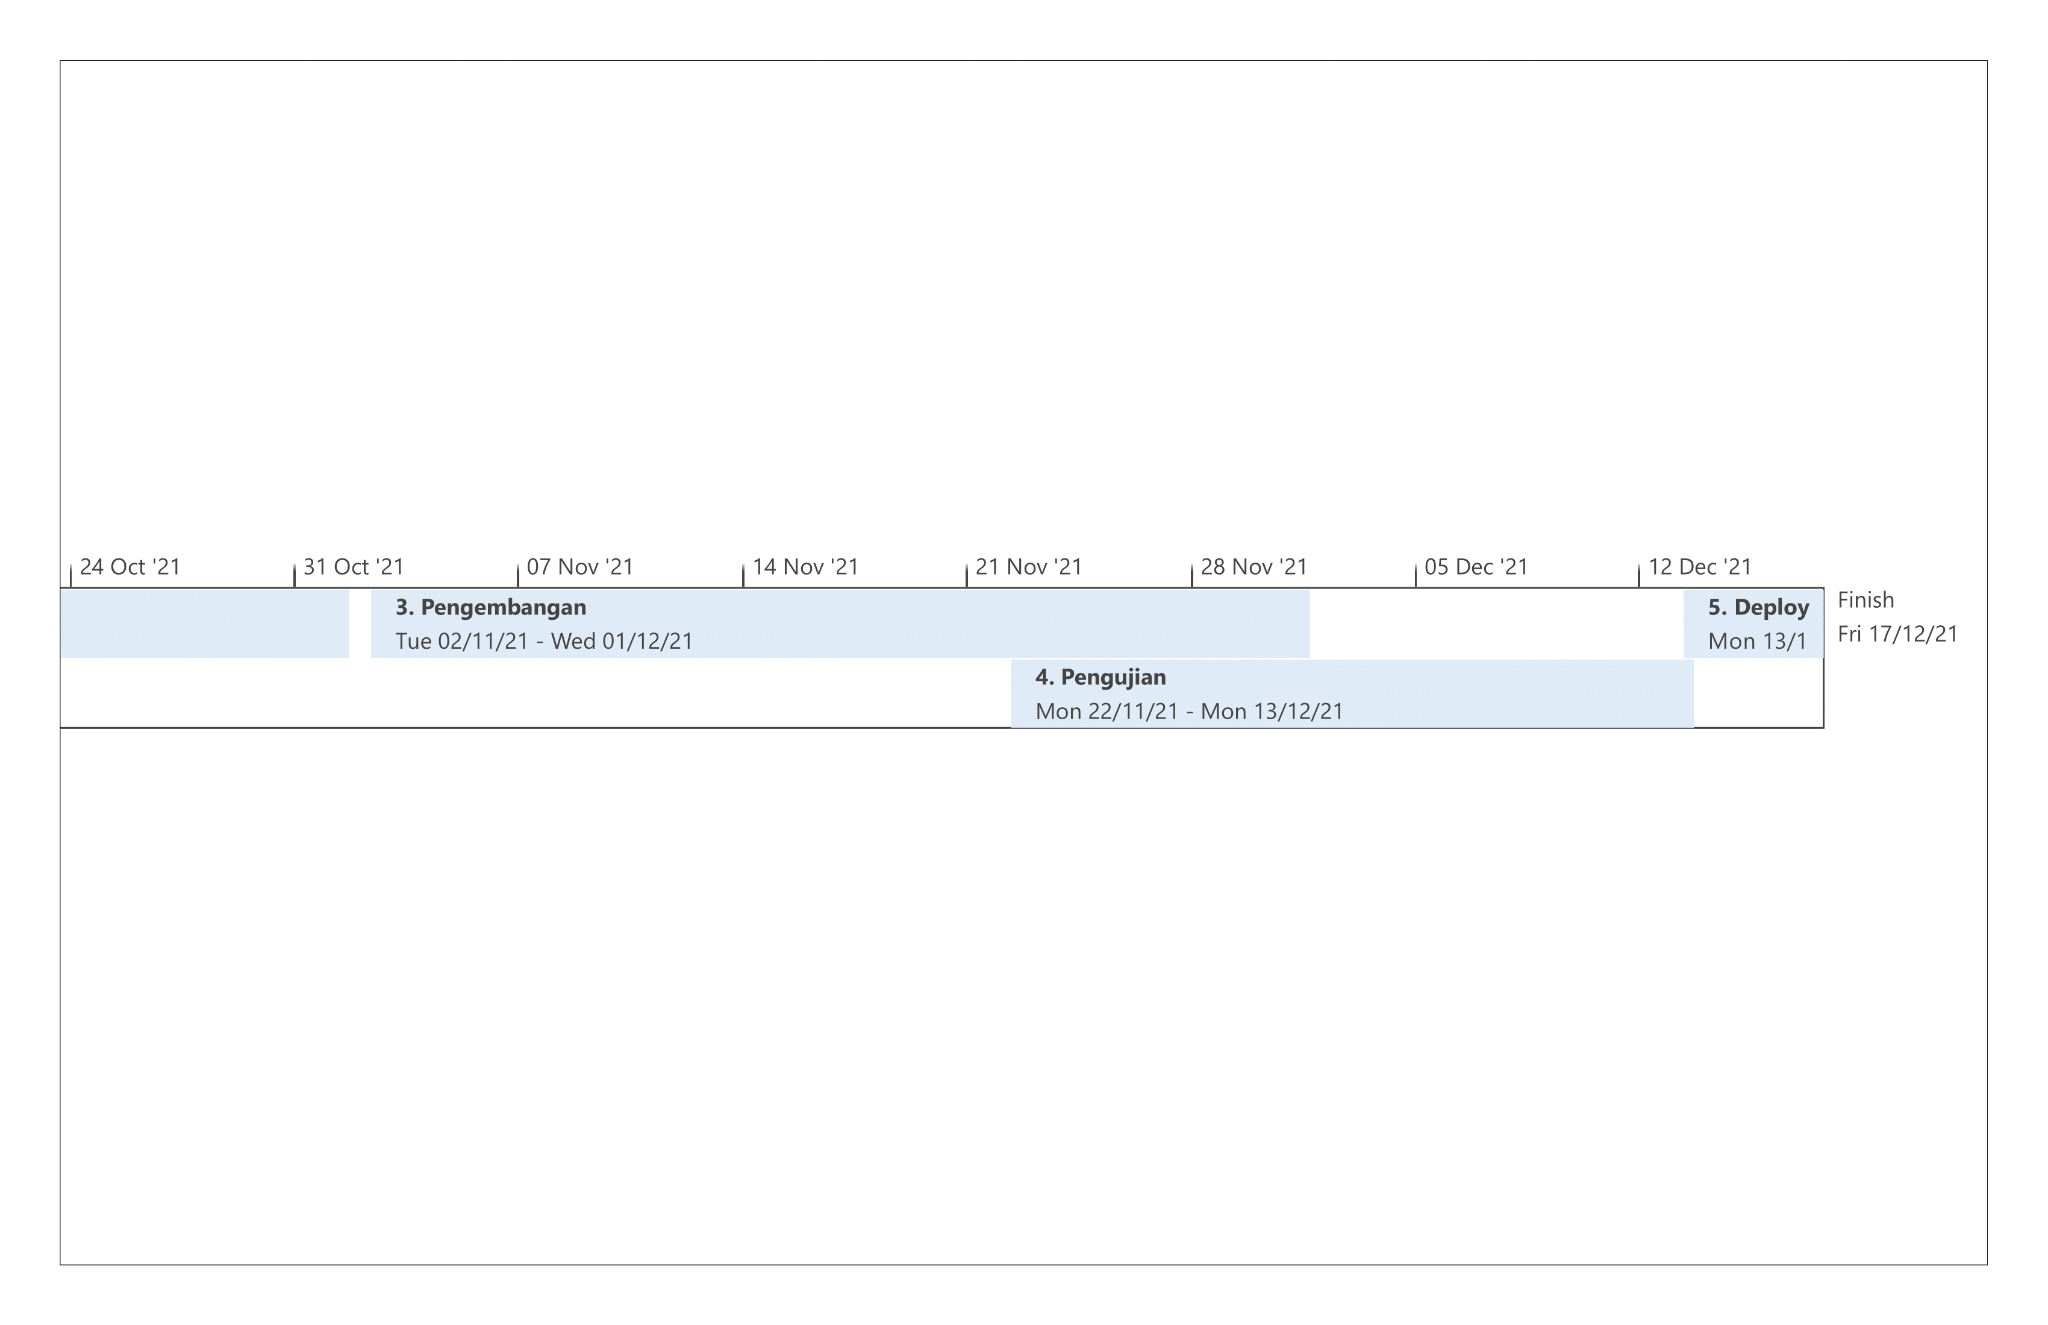 24 Oct '21
31 Oct '21
07 Nov '21
14 Nov '21
21 Nov '21
28 Nov '21
05 Dec '21
12 Dec '21
3. Pengembangan
Tue 02/11/21 - Wed 01/12/21
5. Deploy
Mon 13/1
Finish
Fri 17/12/21
4. Pengujian
Mon 22/11/21 - Mon 13/12/21